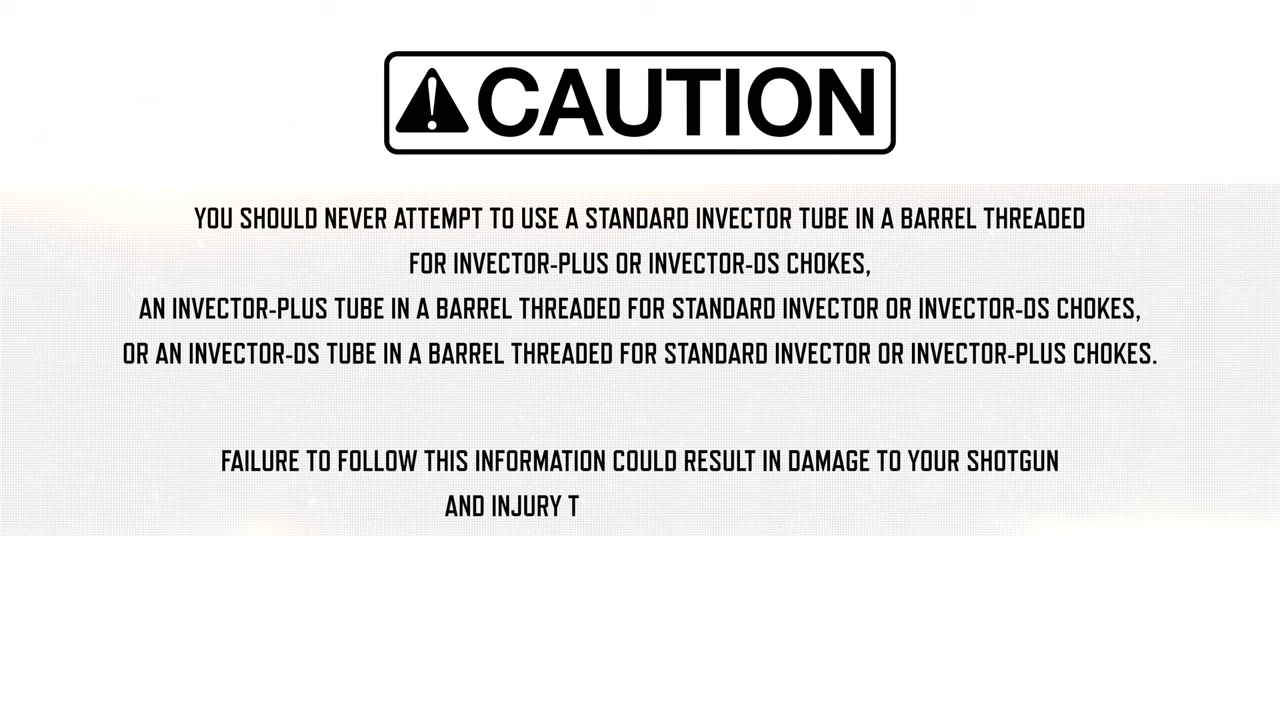 CAUTION
YOU SHOULD NEVER ATTEMPT TO USE A STANDARD INVECTOR TUBE IN A BARREL THREADED
FOR INVECTOR-PLUS OR INVECTOR-DS CHOKES,
AN INVECTOR-PLUS TUBE IN A BARREL THREADED FOR STANDARD INVECTOR OR INVECTOR-DS CHOKES,
OR AN INVECTOR-DS TUBE IN A BARREL THREADED FOR STANDARD INVECTOR OR INVECTOR-PLUS CHOKES.
FAILURE TO FOLLOW THIS INFORMATION COULD RESULT IN DAMAGE TO YOUR SHOTGUN
AND INJURY T